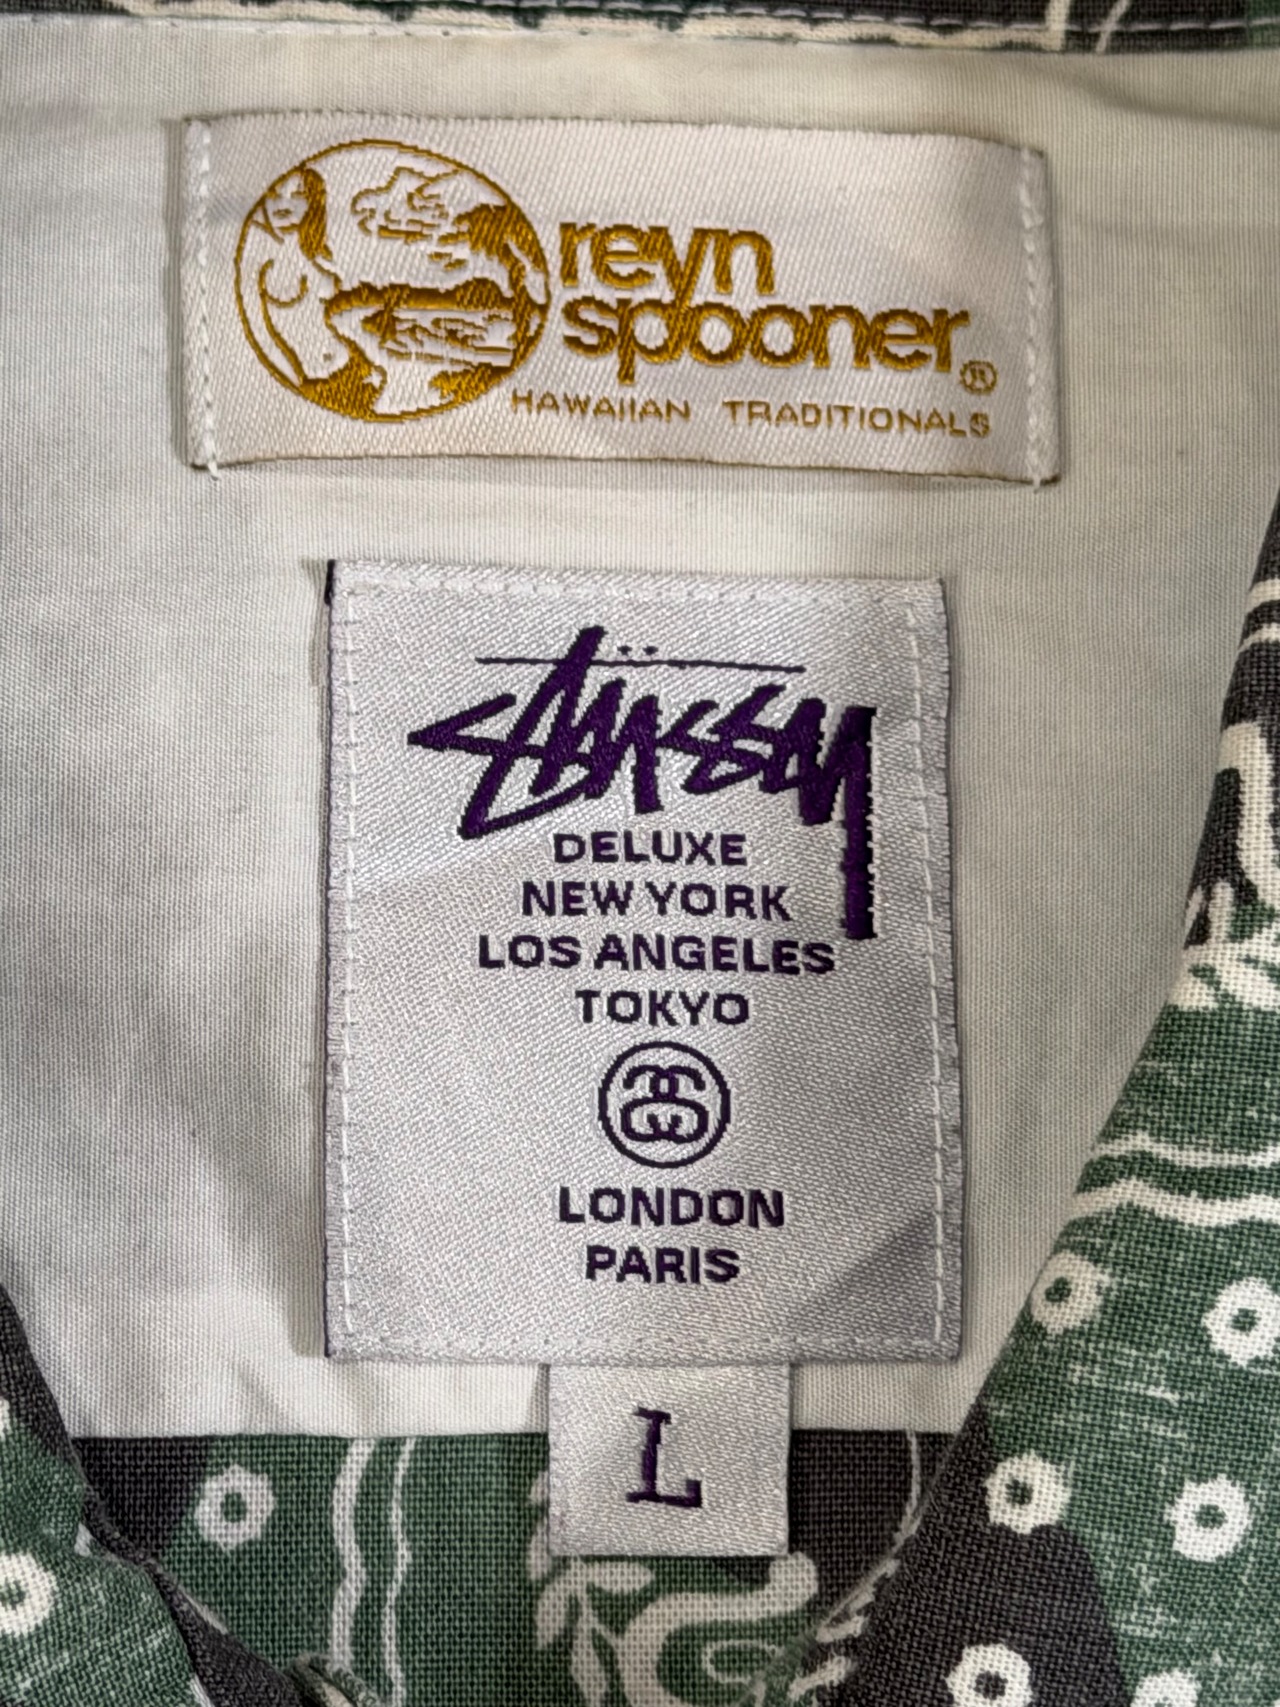 reyn
spooner®
HAWAIIAN TRADITIONALS
Stüssy
DELUXE
NEW YORK
LOS ANGELES
TOKYO
LONDON
PARIS
L